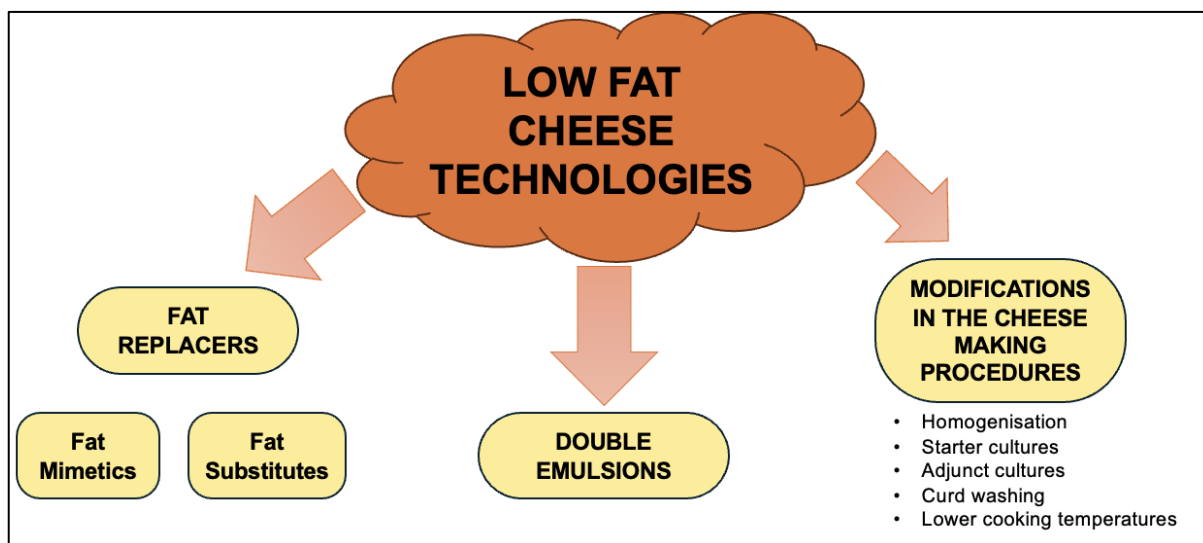 LOW FAT
CHEESE
TECHNOLOGIES
FAT
REPLACERS
Fat
Mimetics
Fat
Substitutes
DOUBLE
EMULSIONS
MODIFICATIONS
IN THE CHEESE
MAKING
PROCEDURES
• Homogenisation
• Starter cultures
• Adjunct cultures
• Curd washing
• Lower cooking temperatures